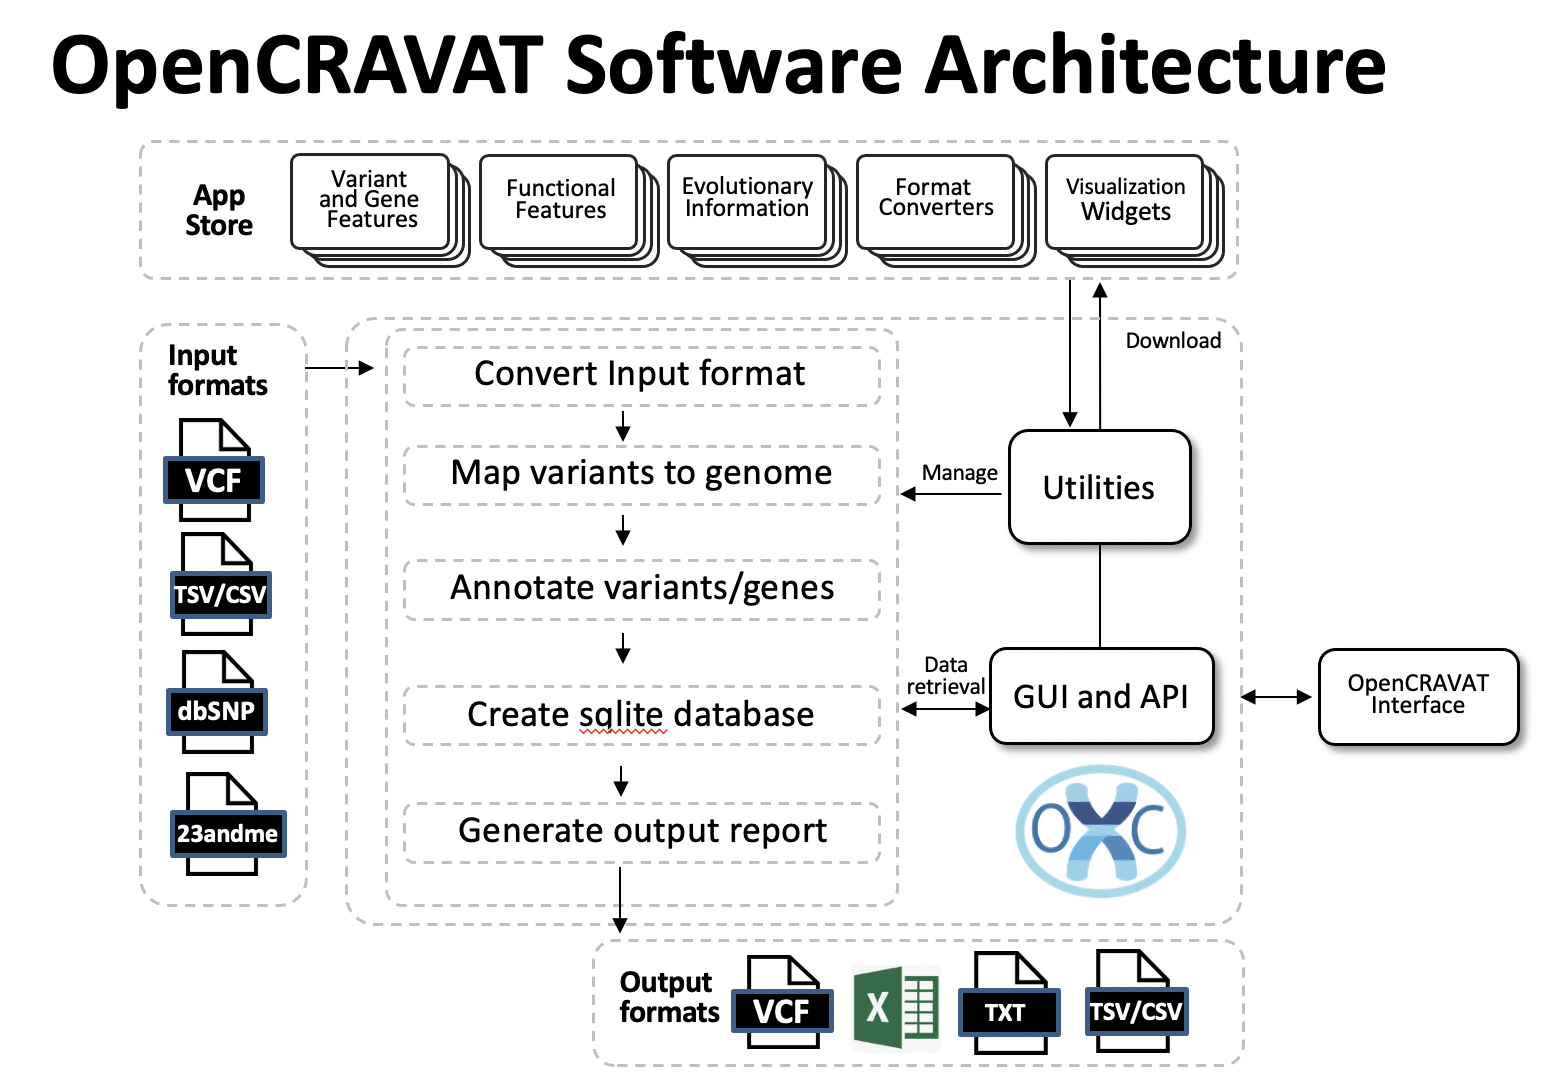 OpenCRAVAT Software Architecture
App
Store
Variant
and Gene
Features
Functional
Features
Evolutionary
Information
Format
Converters
Visualization
Widgets
Download
Input
formats
VCF
TSV/CSV
dbSNP
23andme
Convert Input format
Map variants to genome
Annotate variants/genes
Create sqlite database
Generate output report
Manage
Utilities
Data
retrieval
GUI and API
OpenCRAVAT
Interface
OXC
Output
formats
VCF
X
TXT
TSV/CSV